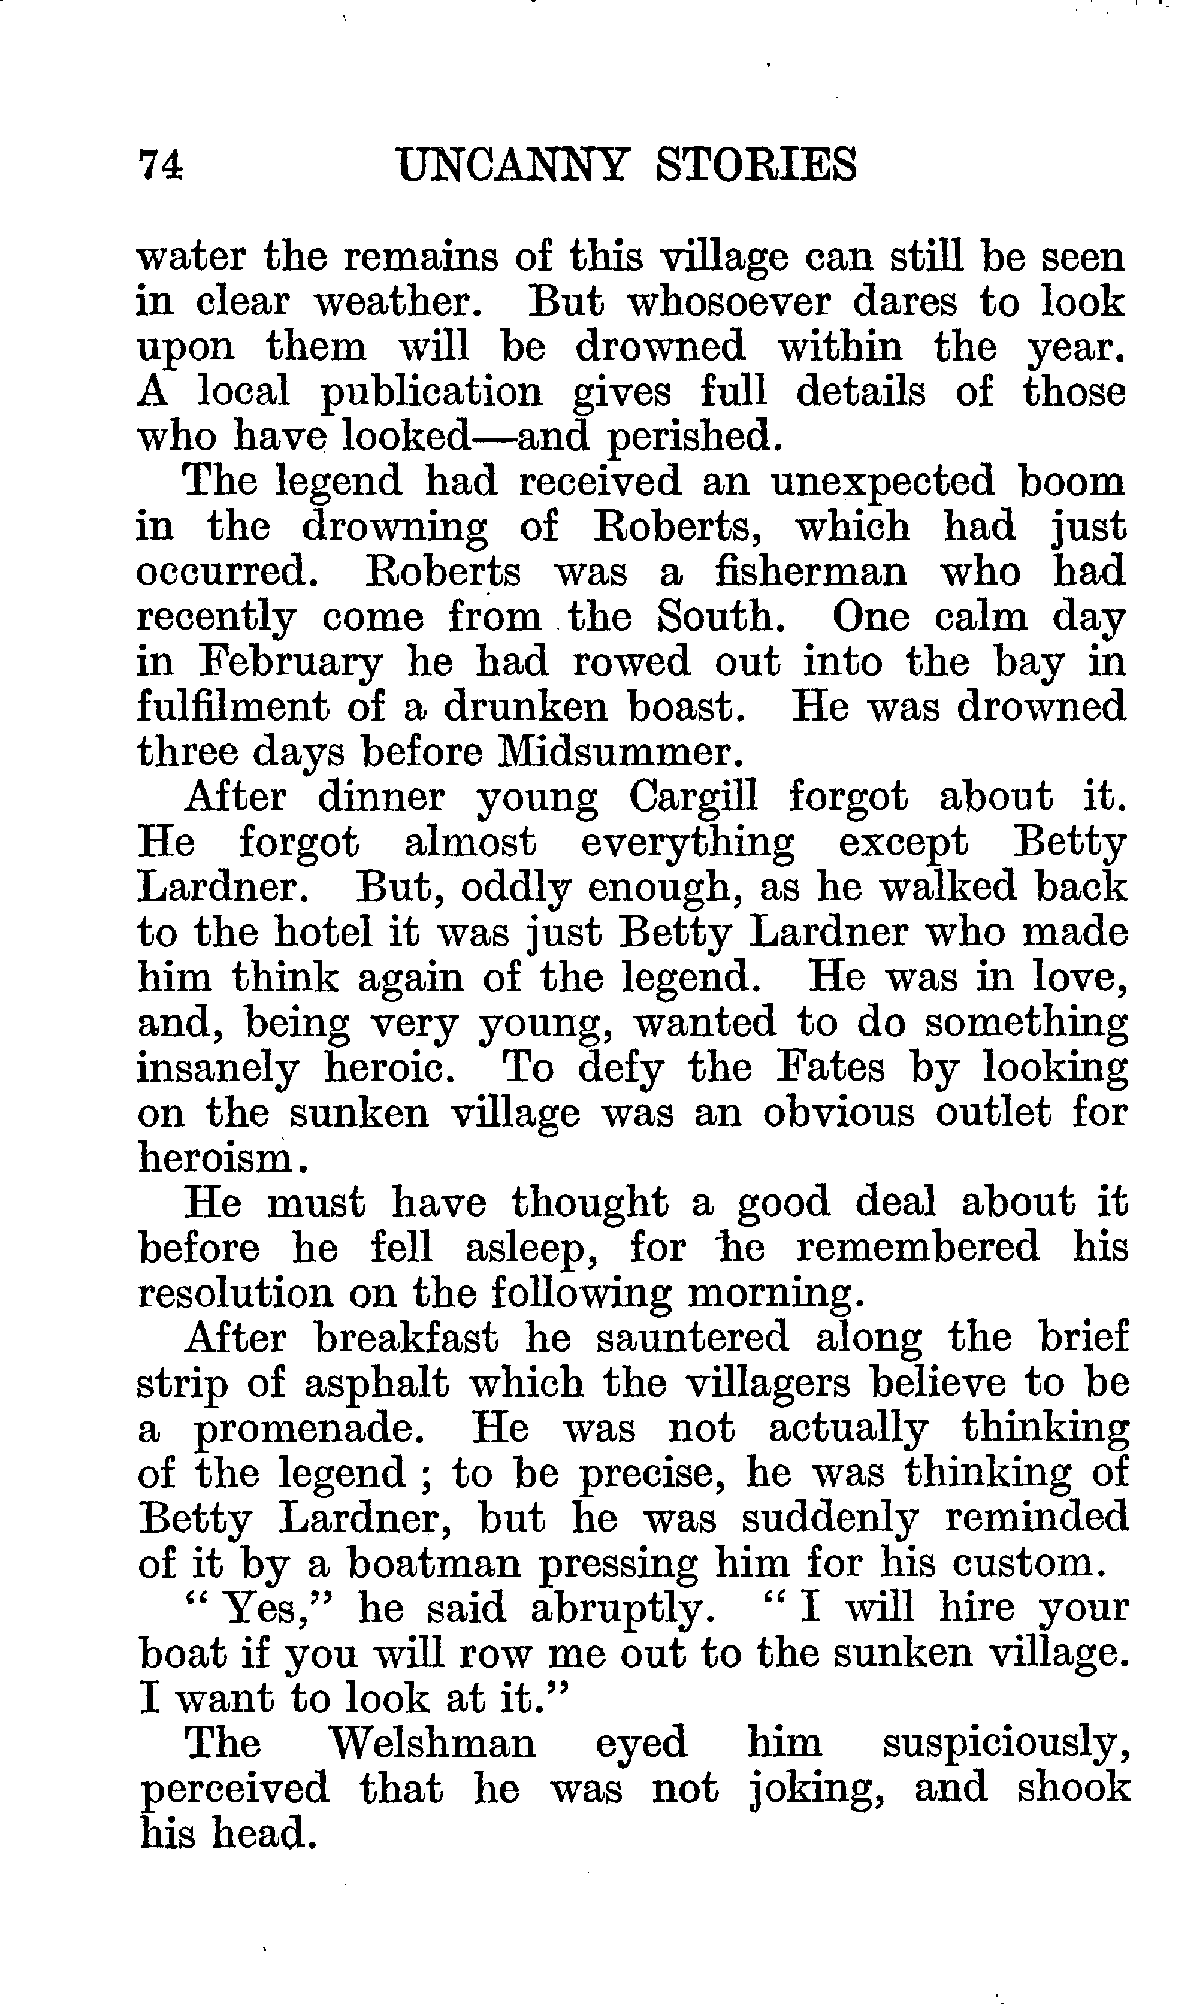 74 UNCANNY STORIES
water the remains of this village can still be seen
in clear weather. But whosoever dares to look
upon them will be drowned within the year.
A local publication gives full details of those
who have looked—and perished.
The legend had received an unexpected boom
in the drowning of Roberts, which had just
occurred. Roberts was a fisherman who had
recently come from the South. One calm day
in February he had rowed out into the bay in
fulfilment of a drunken boast. He was drowned
three days before Midsummer.
After dinner young Cargill forgot about it.
He forgot almost everything except Betty
Lardner. But, oddly enough, as he walked back
to the hotel it was just Betty Lardner who made
him think again of the legend. He was in love,
and, being very young, wanted to do something
insanely heroic. To defy the Fates by looking
on the sunken village was an obvious outlet for
heroism.
He must have thought a good deal about it
before he fell asleep, for he remembered his
resolution on the following morning.
After breakfast he sauntered along the brief
strip of asphalt which the villagers believe to be
a promenade. He was not actually thinking
of the legend ; to be precise, he was thinking of
Betty Lardner, but he was suddenly reminded
of it by a boatman pressing him for his custom.
“ Yes,” he said abruptly. “ I will hire your
boat if you will row me out to the sunken village.
I want to look at it.”
The Welshman eyed him suspiciously,
perceived that he was not joking, and shook
his head.